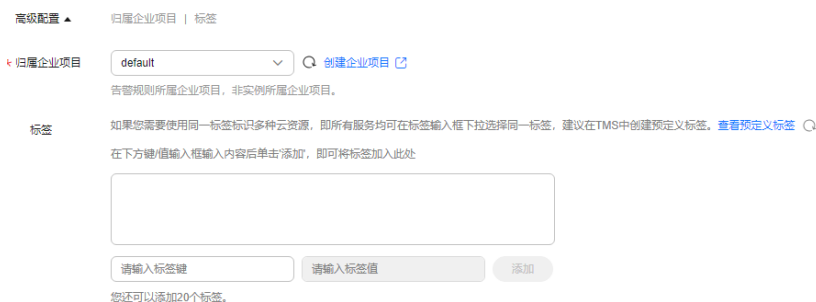 高级配置 ▲ 归属企业项目 | 标签
* 归属企业项目 default 创建企业项目
告警规则所属企业项目，非实例所属企业项目。
标签 如果您需要使用同一标签标识多种云资源，即所有服务均可在标签输入框下拉选择同一标签，建议在TMS中创建预定义标签。查看预定义标签
在下方键/值输入框输入内容后单击'添加'，即可将标签加入此处
请输入标签键 请输入标签值 添加
您还可以添加20个标签。